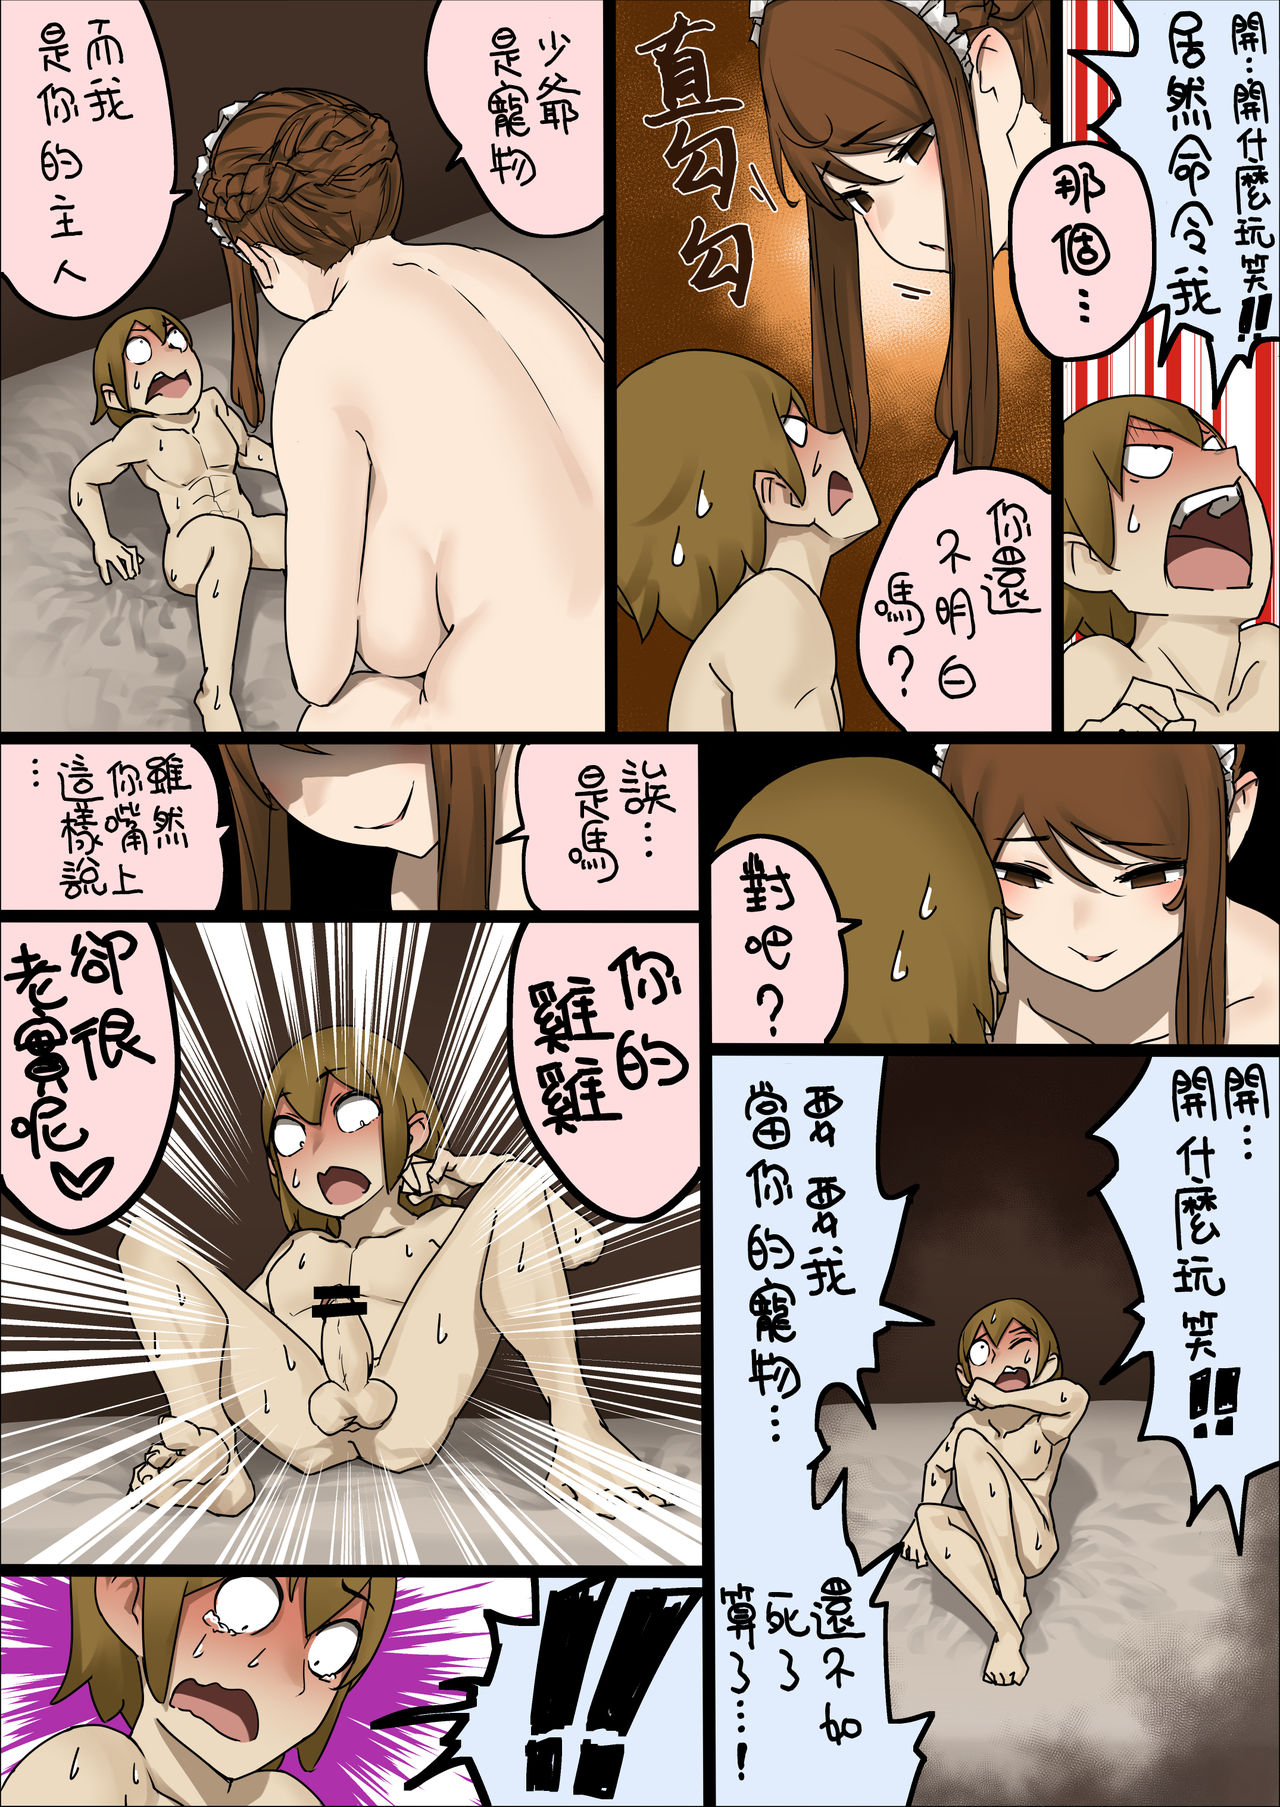 開…開什麼玩笑!!
居然命令我
那個…
直勾勾
你還
不明白
嗎？
少爺
是寵物
而我
是你的主人
對吧？
開…
開什麼玩笑!!
要、要我
當你的寵物…
還不如
死了
算了…！
誒…
是嗎
雖然
你嘴上
這樣說
…
你的
雞雞
卻很
老實呢♡
!!